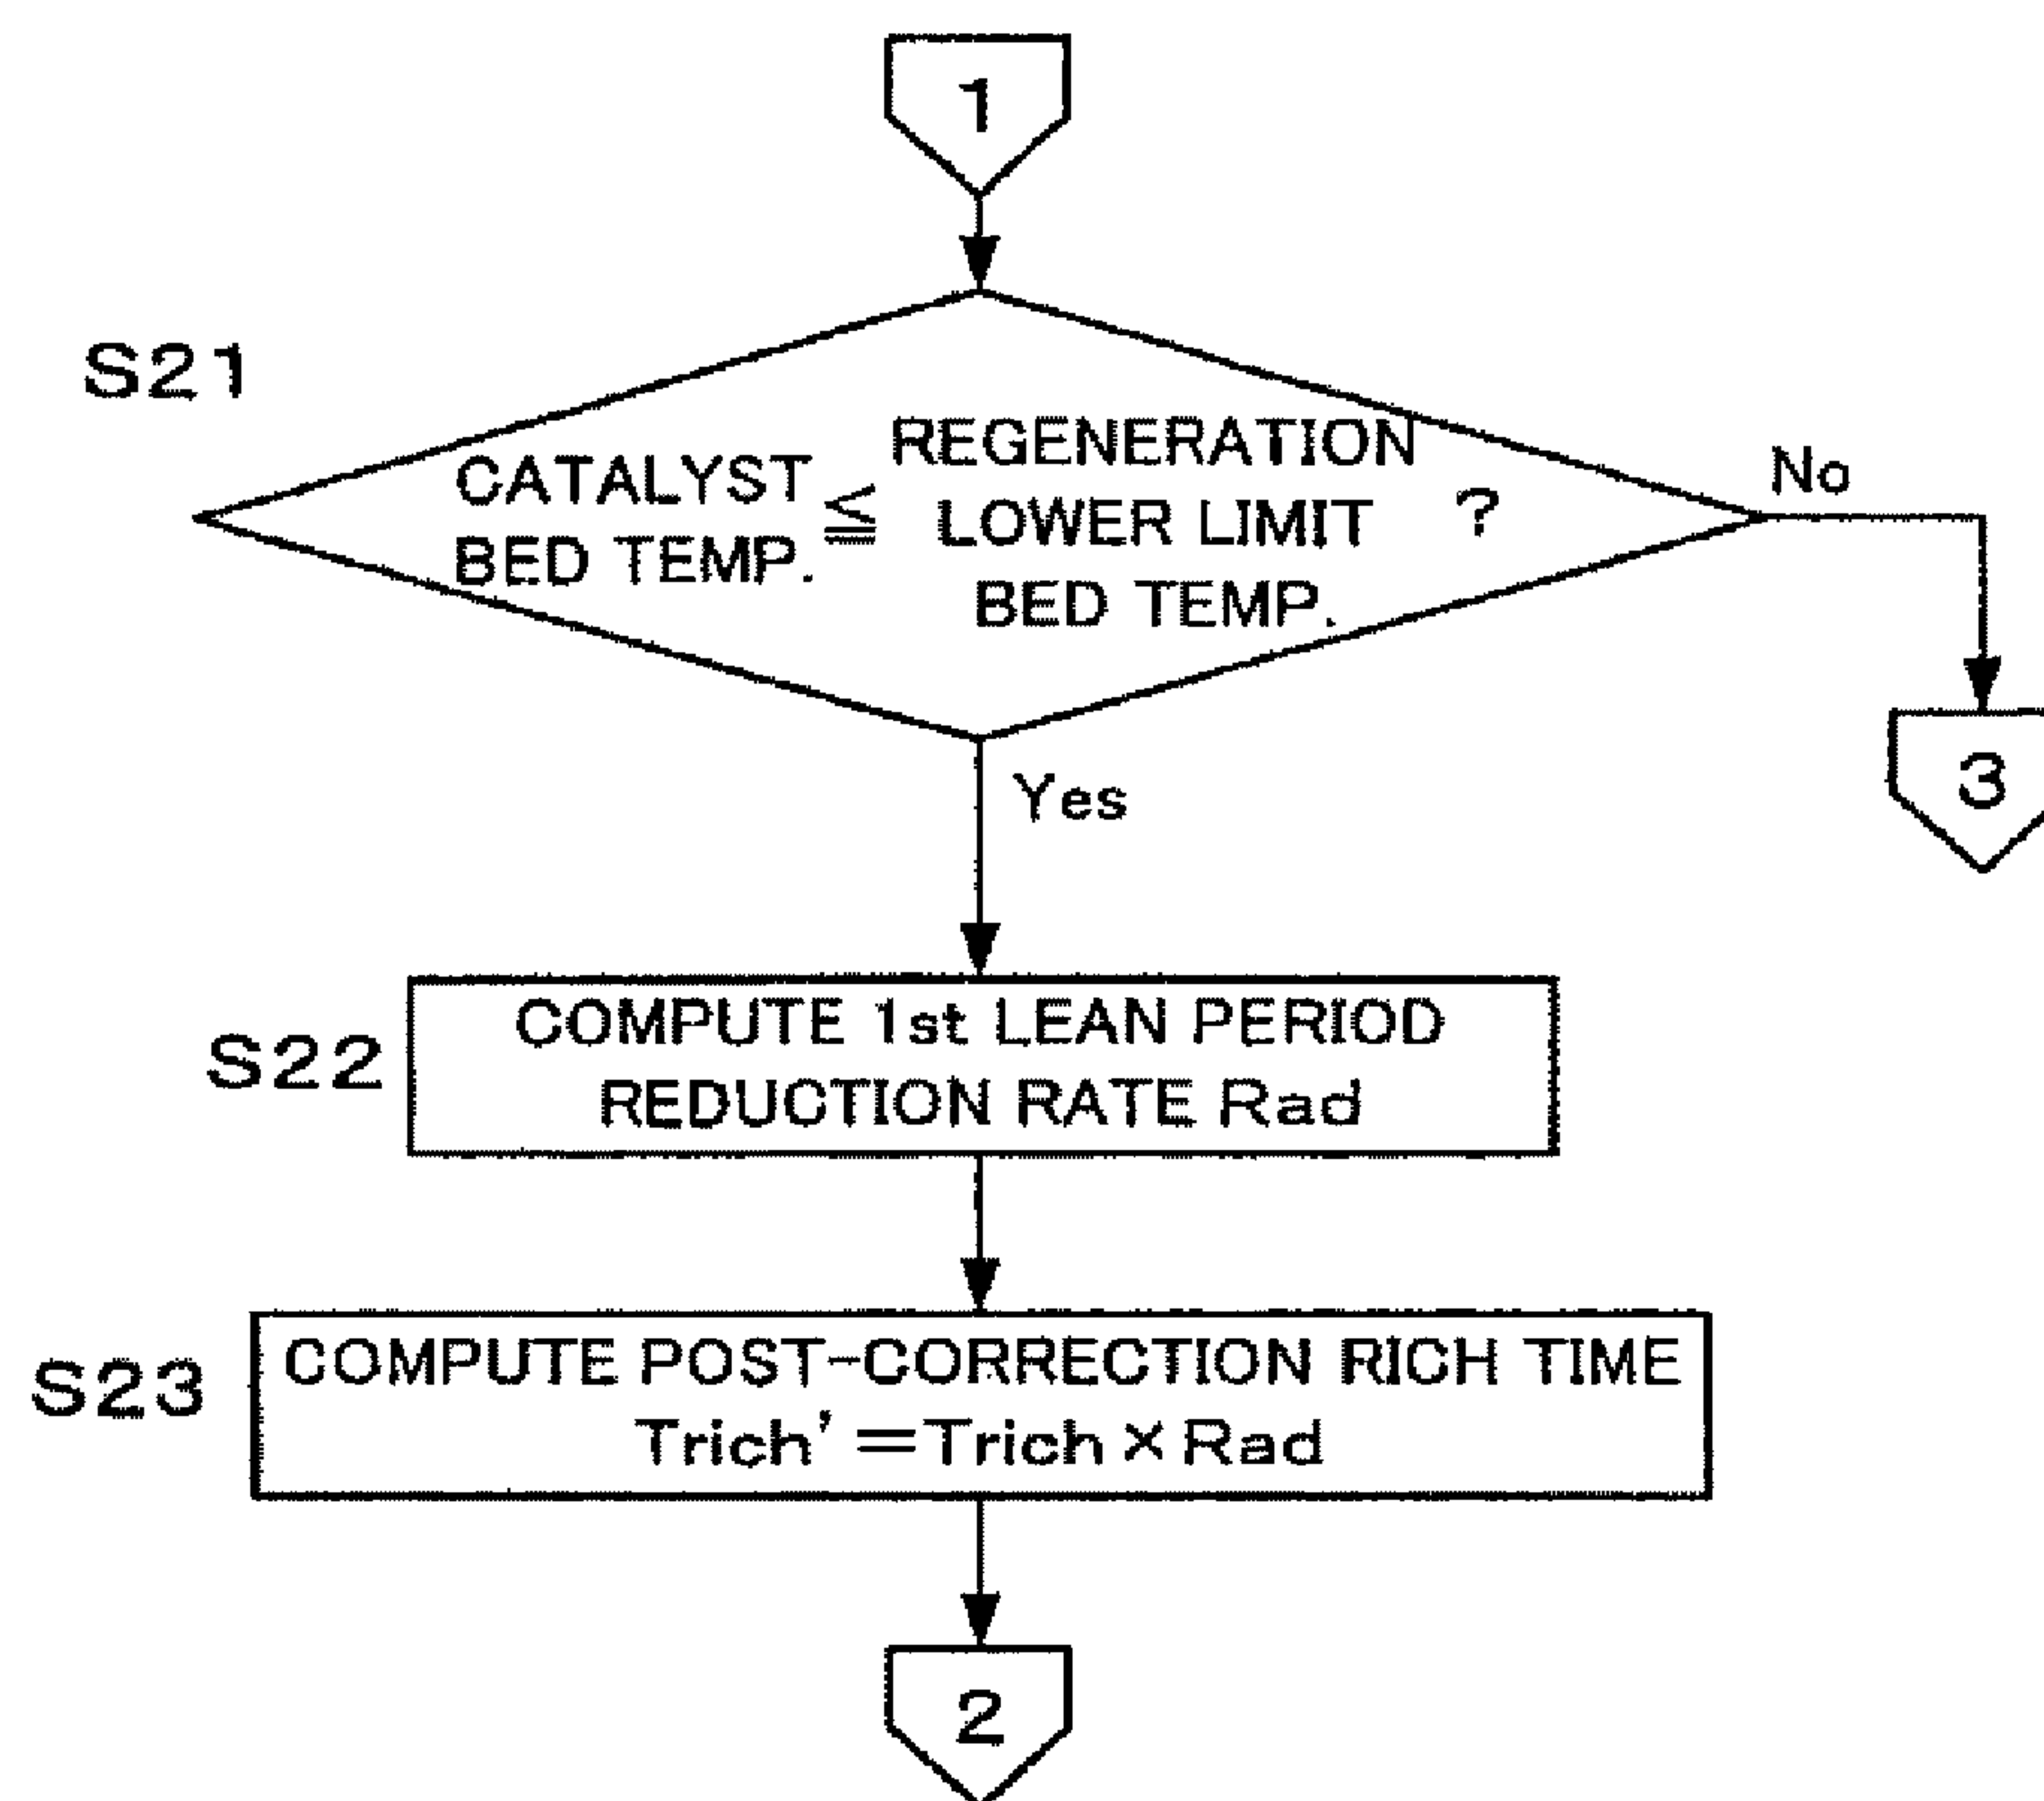 1
S21
CATALYST
BED TEMP.
≦
REGENERATION
LOWER LIMIT
BED TEMP.
?
No
3
Yes
S22
COMPUTE 1st LEAN PERIOD
REDUCTION RATE Rad
S23
COMPUTE POST-CORRECTION RICH TIME
Trich'=Trich×Rad
2